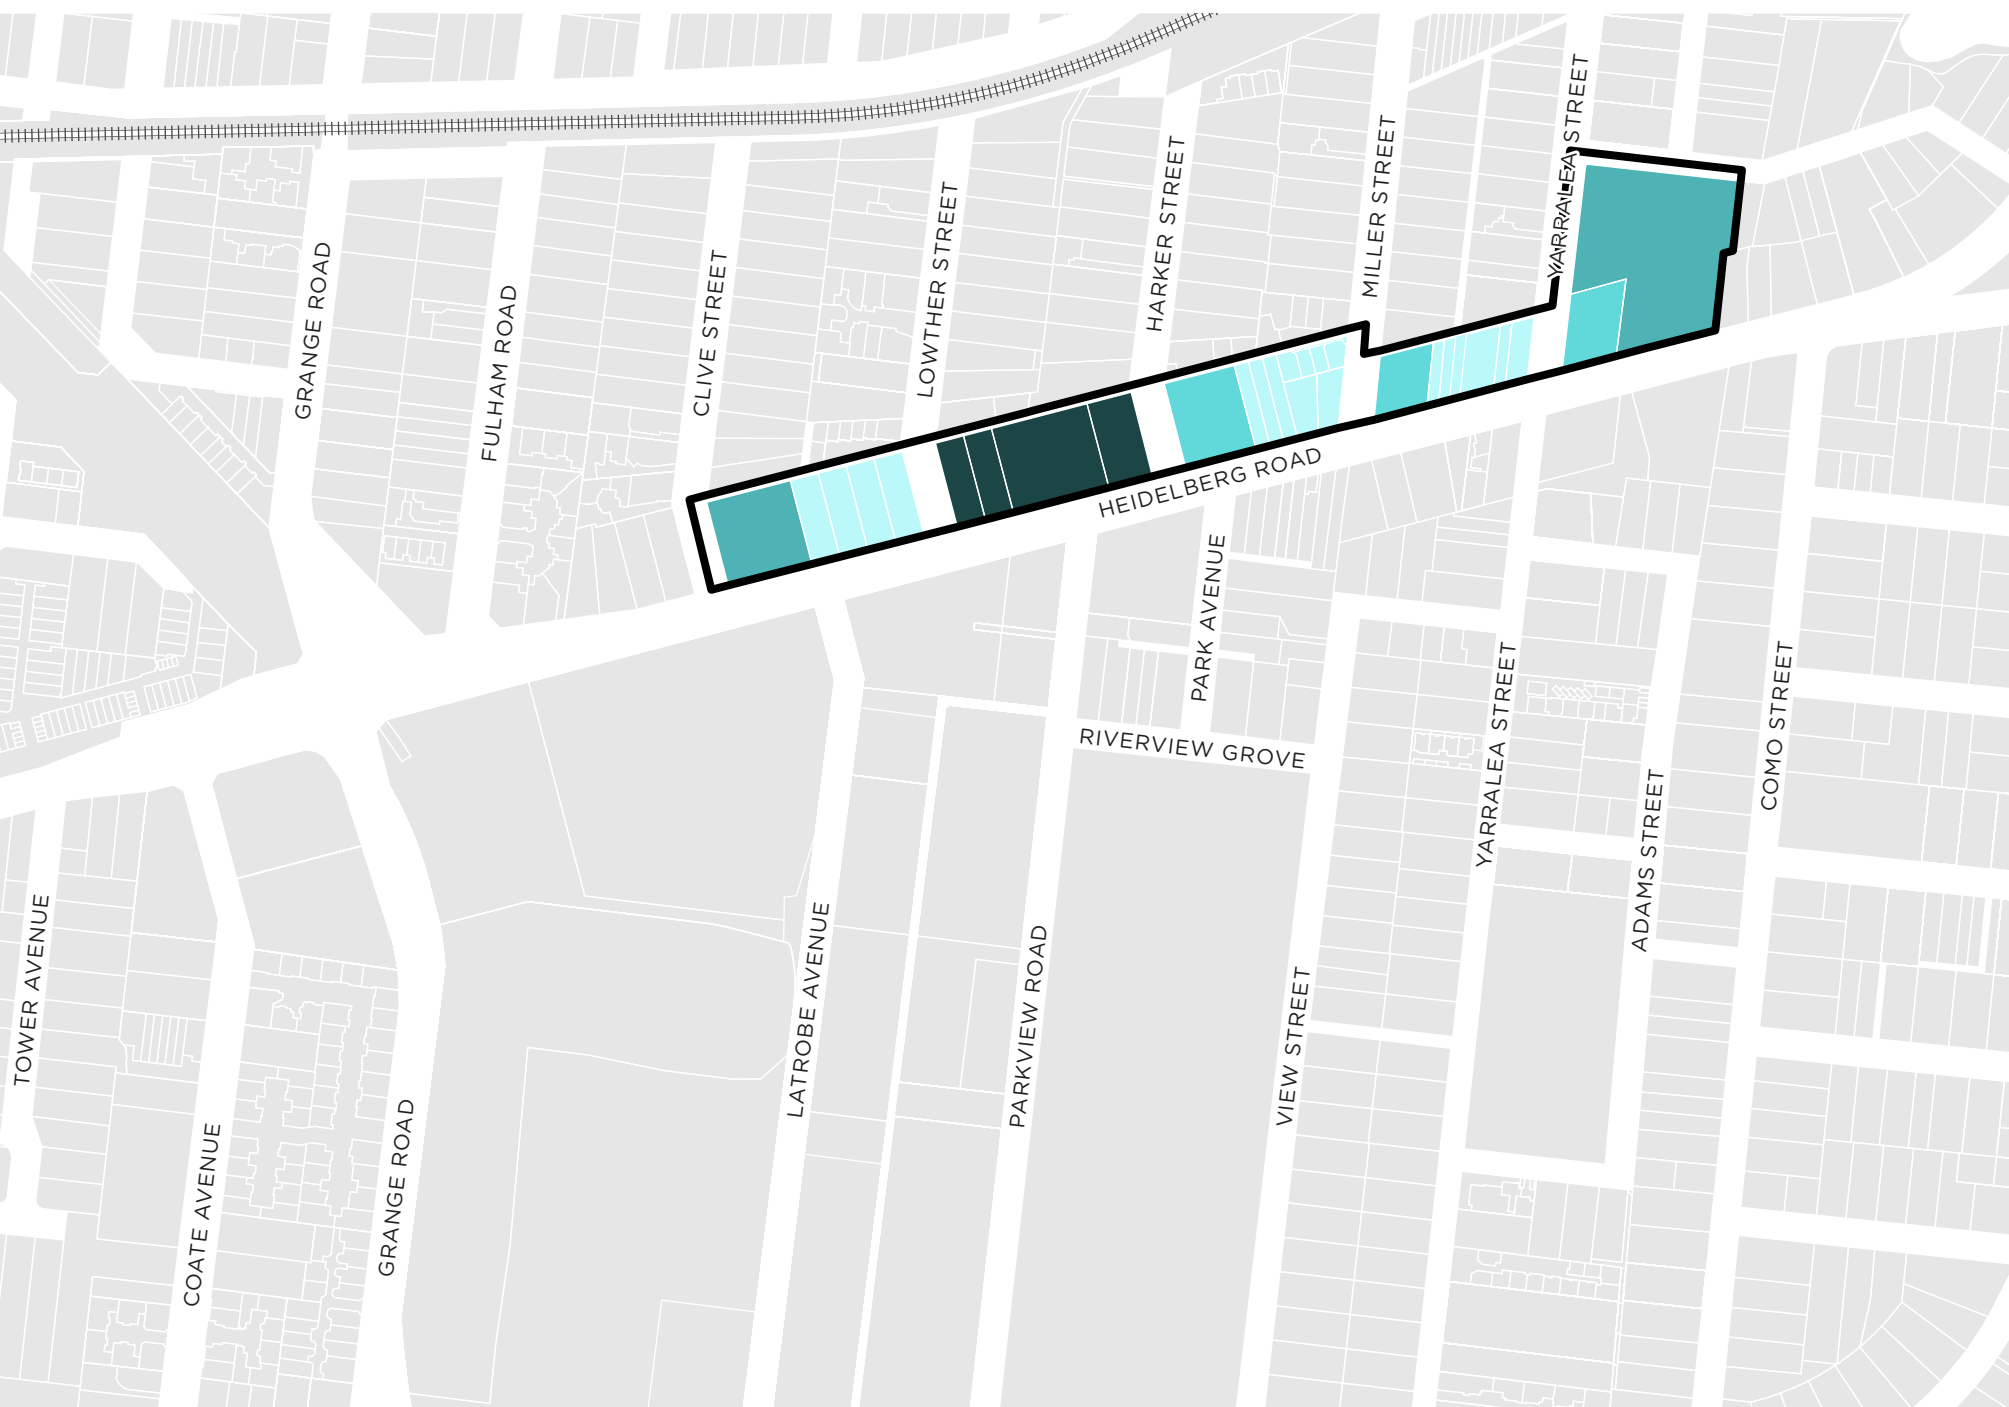 YARRALEA STREET
MILLER STREET
HARKER STREET
LOWTHER STREET
GRANGE ROAD
CLIVE STREET
FULHAM ROAD
HEIDELBERG ROAD
PARK AVENUE
YARRALEA STREET
COMO STREET
RIVERVIEW GROVE
ADAMS STREET
TOWER AVENUE
LATROBE AVENUE
PARKVIEW ROAD
VIEW STREET
COATE AVENUE
GRANGE ROAD